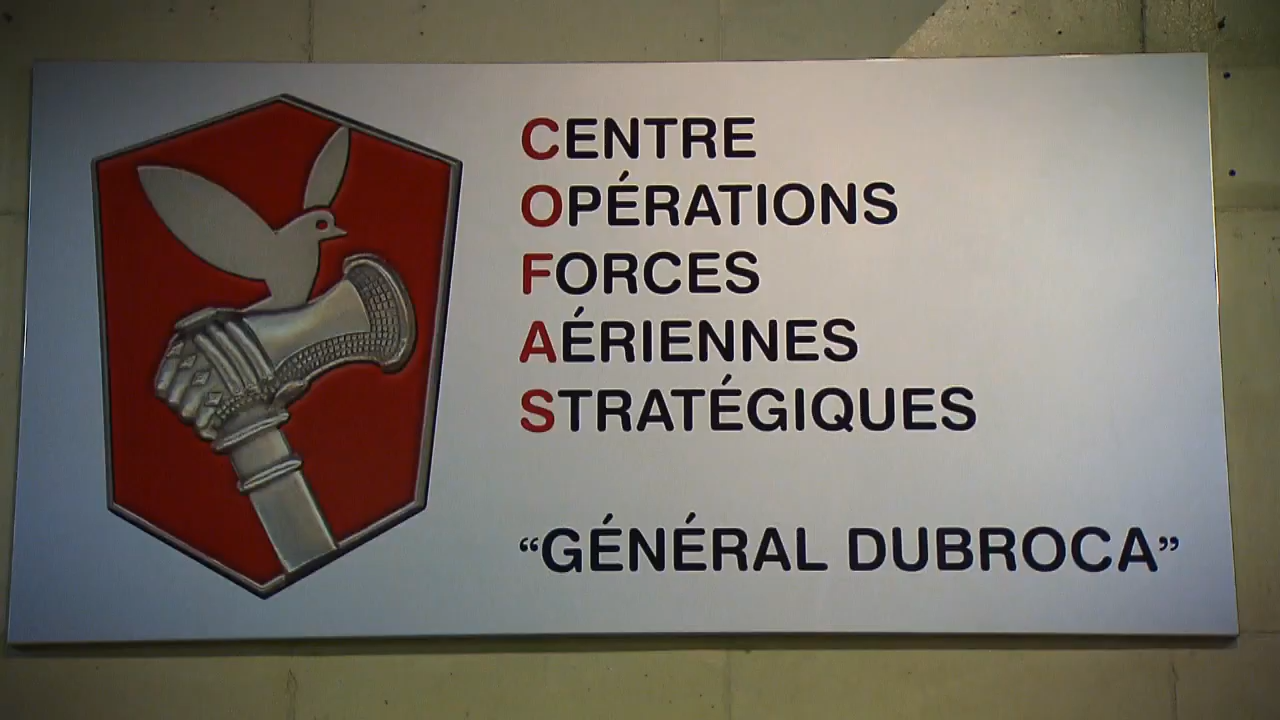 CENTRE
OPÉRATIONS
FORCES
AÉRIENNES
STRATÉGIQUES
“GÉNÉRAL DUBROCA”